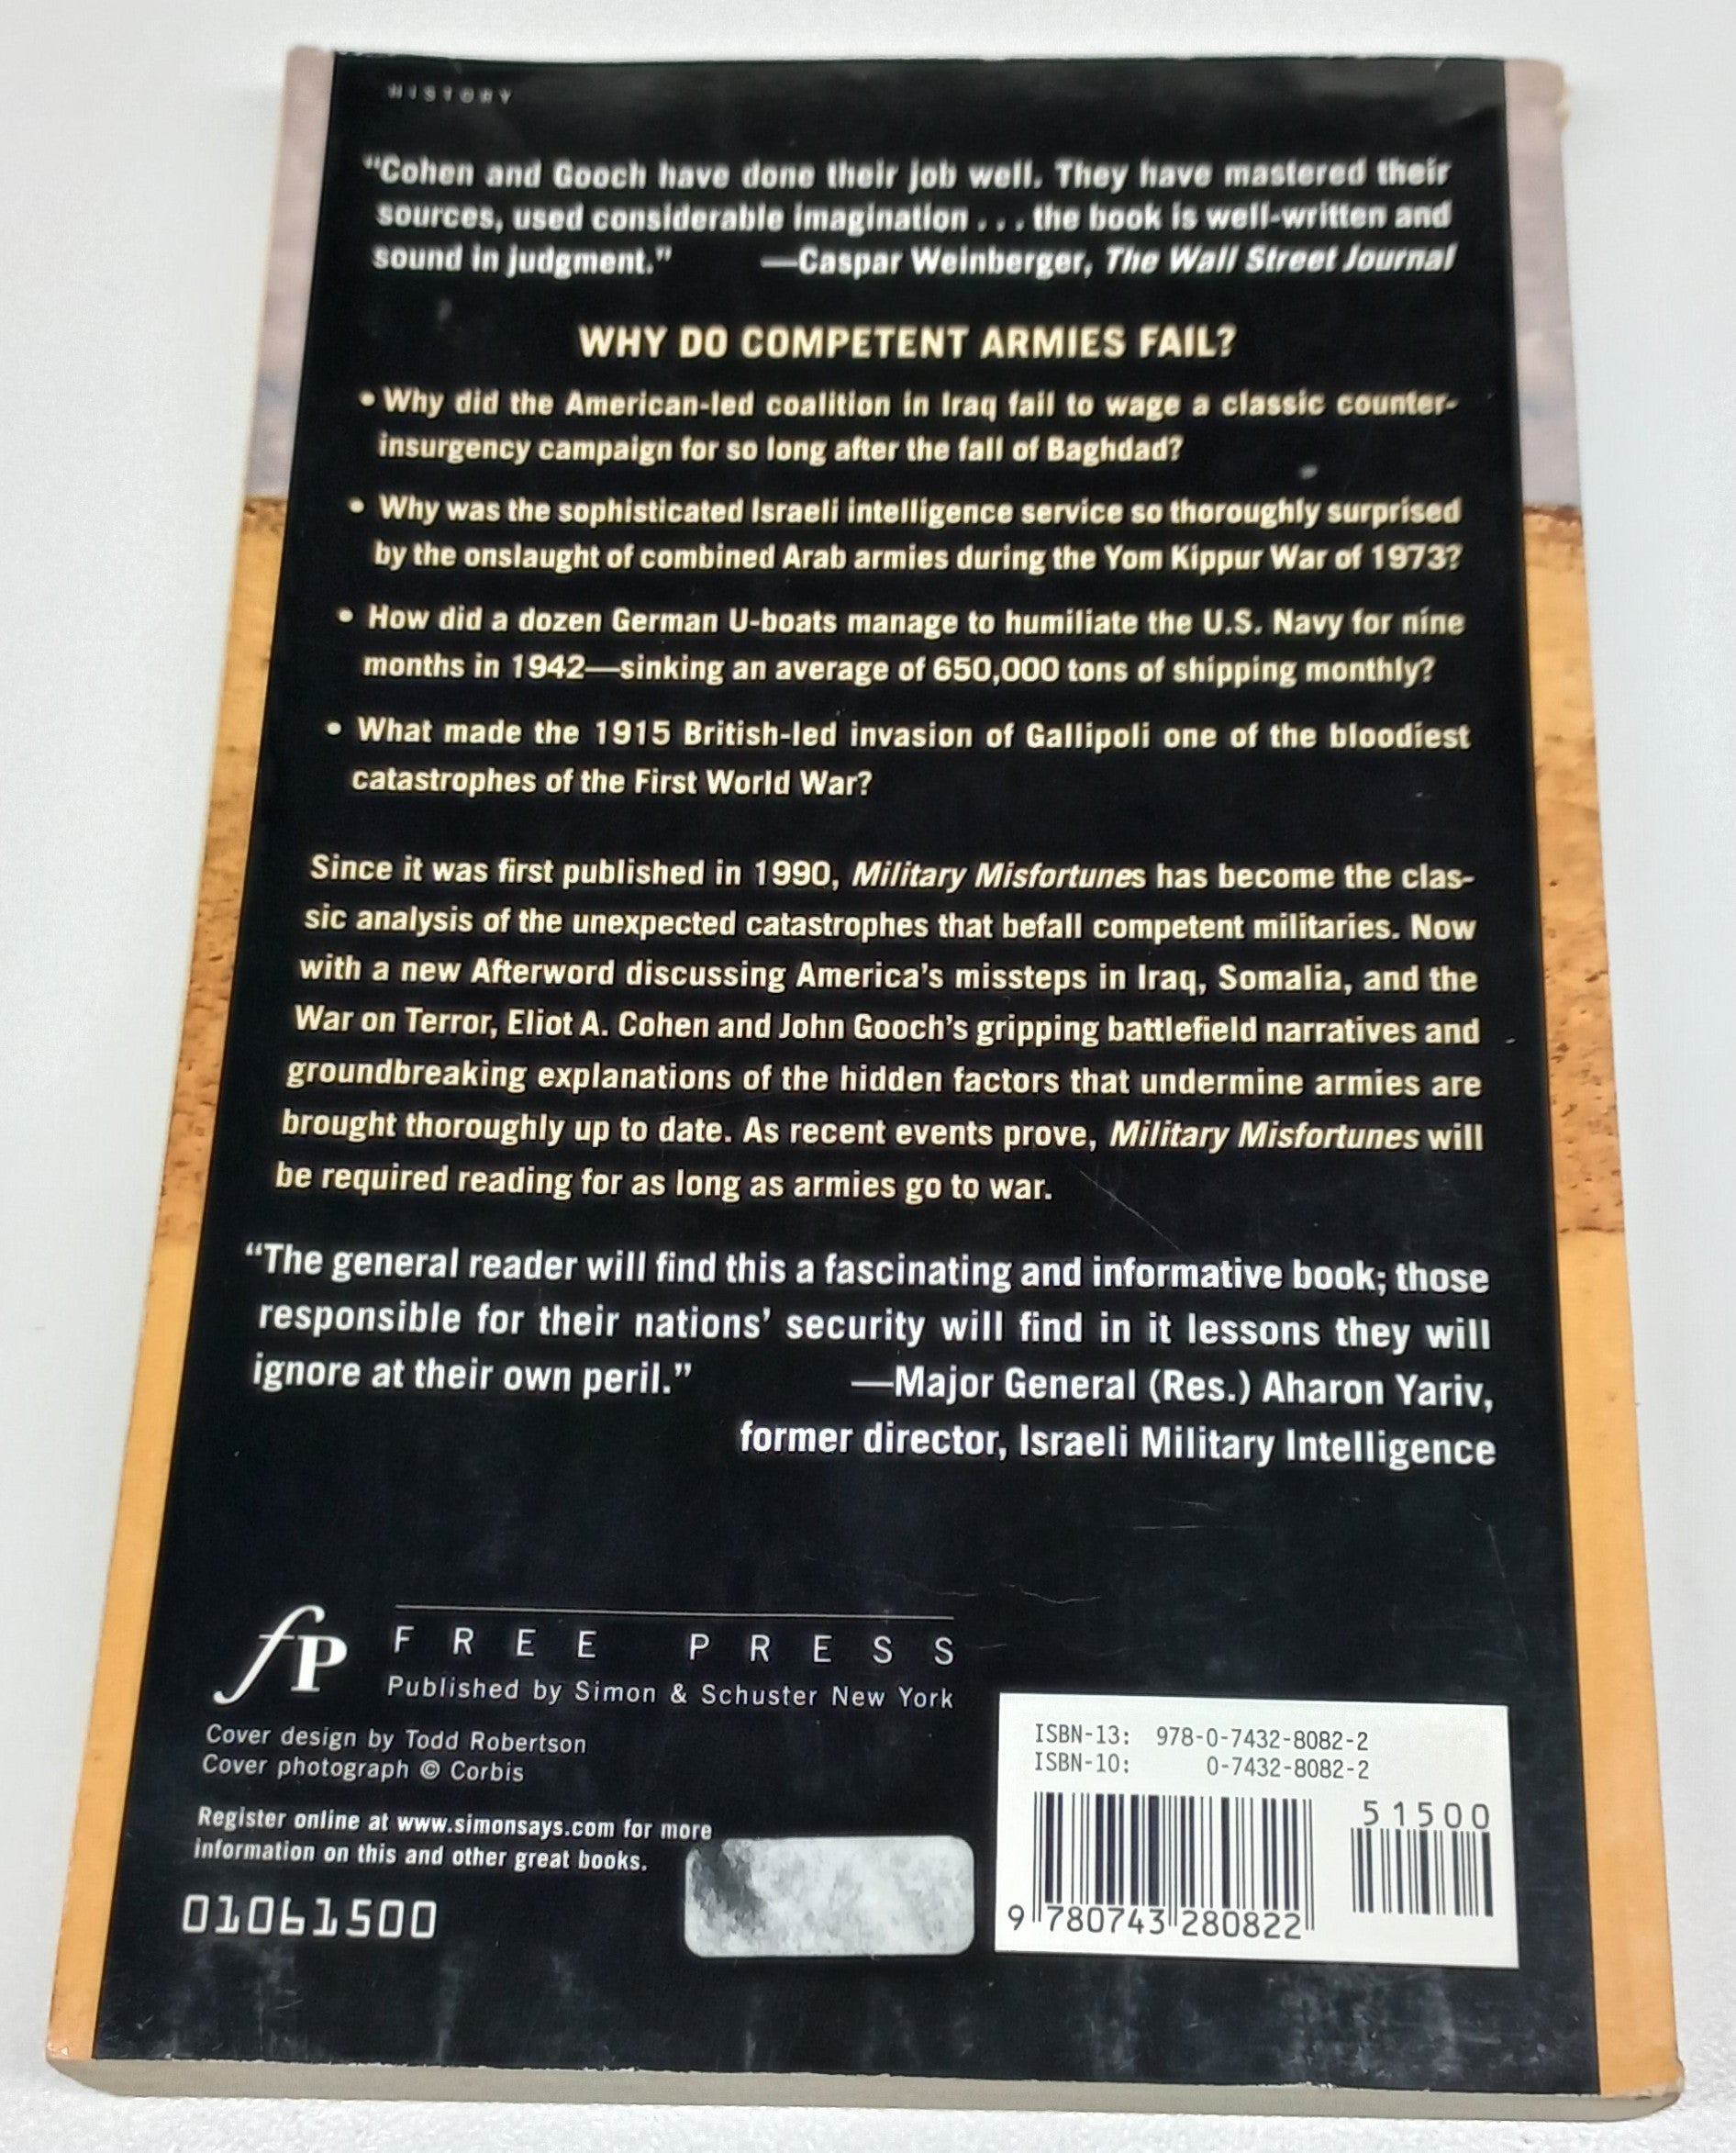 HISTORY
"Cohen and Gooch have done their job well. They have mastered their
sources, used considerable imagination . . . the book is well-written and
sound in judgment." —Caspar Weinberger, The Wall Street Journal
WHY DO COMPETENT ARMIES FAIL?
• Why did the American-led coalition in Iraq fail to wage a classic counter-
insurgency campaign for so long after the fall of Baghdad?
• Why was the sophisticated Israeli intelligence service so thoroughly surprised
by the onslaught of combined Arab armies during the Yom Kippur War of 1973?
• How did a dozen German U-boats manage to humiliate the U.S. Navy for nine
months in 1942—sinking an average of 650,000 tons of shipping monthly?
• What made the 1915 British-led invasion of Gallipoli one of the bloodiest
catastrophes of the First World War?
Since it was first published in 1990, Military Misfortunes has become the clas-
sic analysis of the unexpected catastrophes that befall competent militaries. Now
with a new Afterword discussing America's missteps in Iraq, Somalia, and the
War on Terror, Eliot A. Cohen and John Gooch's gripping battlefield narratives and
groundbreaking explanations of the hidden factors that undermine armies are
brought thoroughly up to date. As recent events prove, Military Misfortunes will
be required reading for as long as armies go to war.
"The general reader will find this a fascinating and informative book; those
responsible for their nations' security will find in it lessons they will
ignore at their own peril." —Major General (Res.) Aharon Yariv,
former director, Israeli Military Intelligence
fP FREE PRESS
Published by Simon & Schuster New York
Cover design by Todd Robertson
Cover photograph © Corbis
Register online at www.simonsays.com for more
information on this and other great books.
01061500
ISBN-13: 978-0-7432-8082-2
ISBN-10: 0-7432-8082-2
51500
9 780743 280822